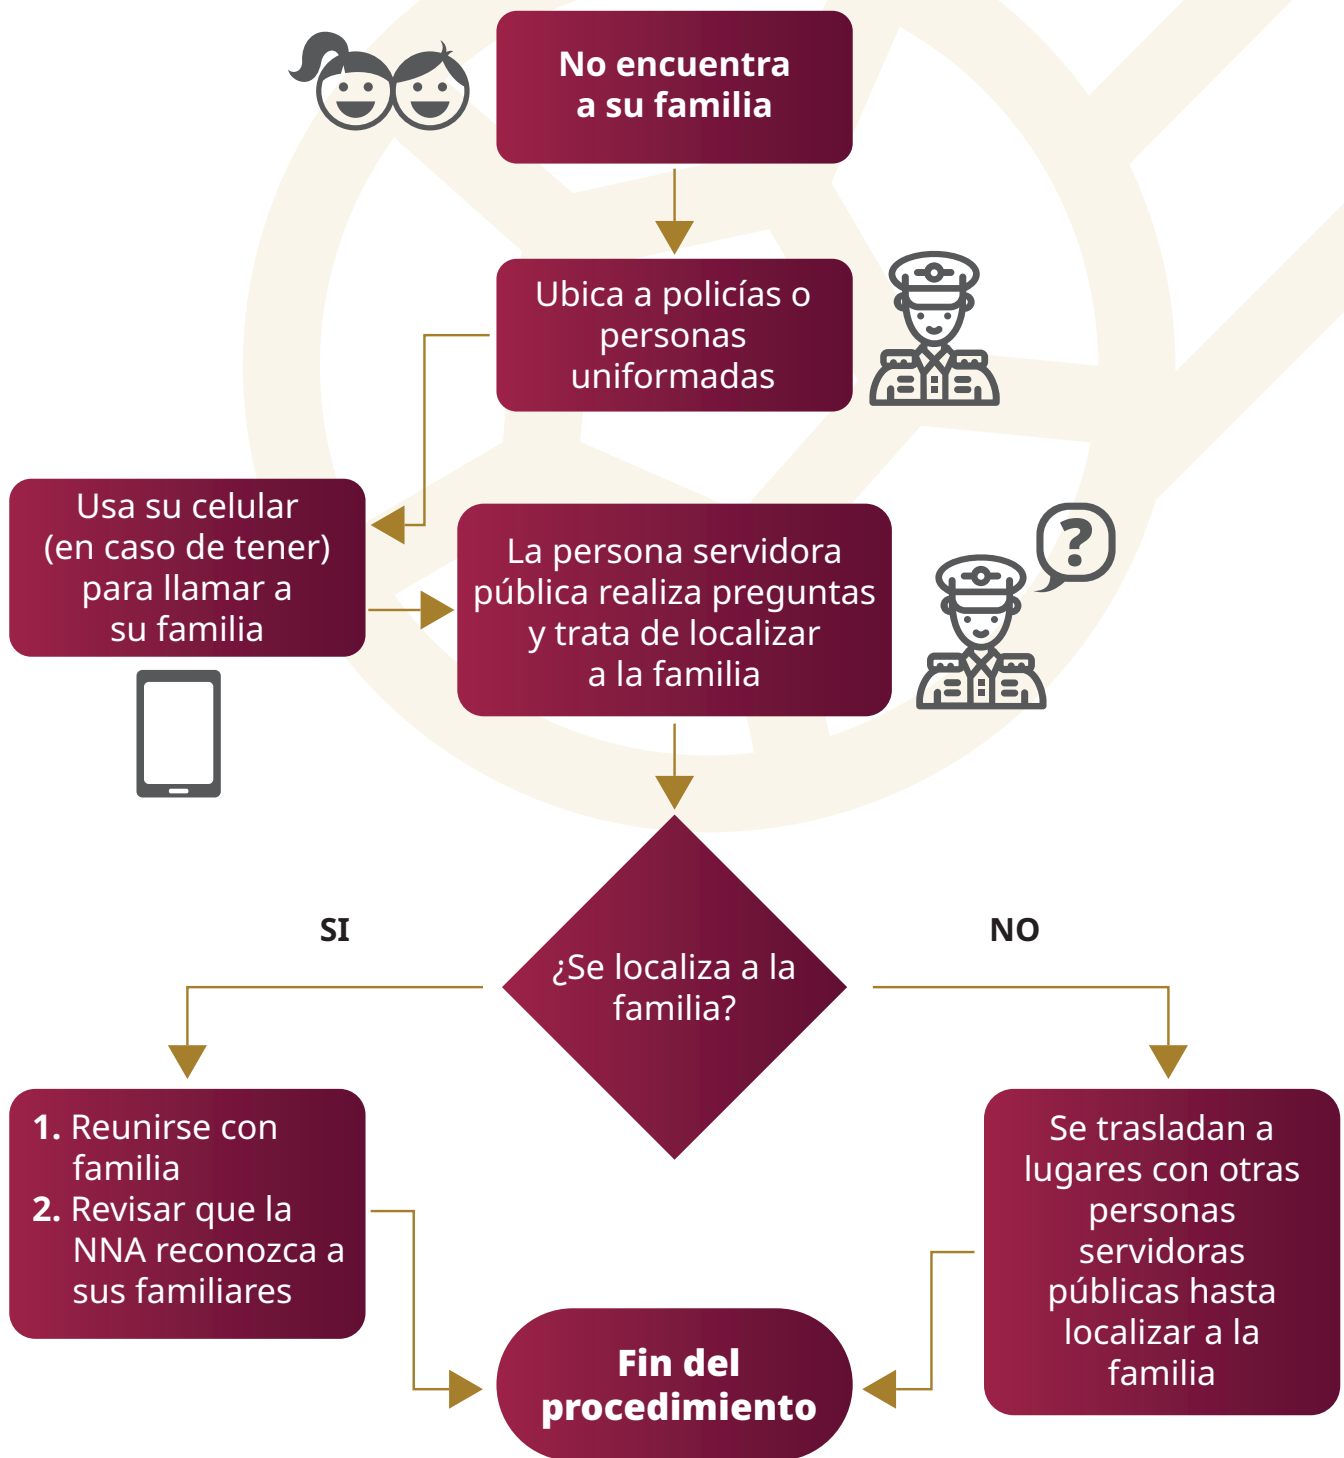 No encuentra
a su familia
Ubica a policías o
personas
uniformadas
Usa su celular
(en caso de tener)
para llamar a
su familia
La persona servidora
pública realiza preguntas
y trata de localizar
a la familia
?
¿Se localiza a la
familia?
SI
NO
1. Reunirse con
familia
2. Revisar que la
NNA reconozca a
sus familiares
Se trasladan a
lugares con otras
personas
servidoras
públicas hasta
localizar a la
familia
Fin del
procedimiento